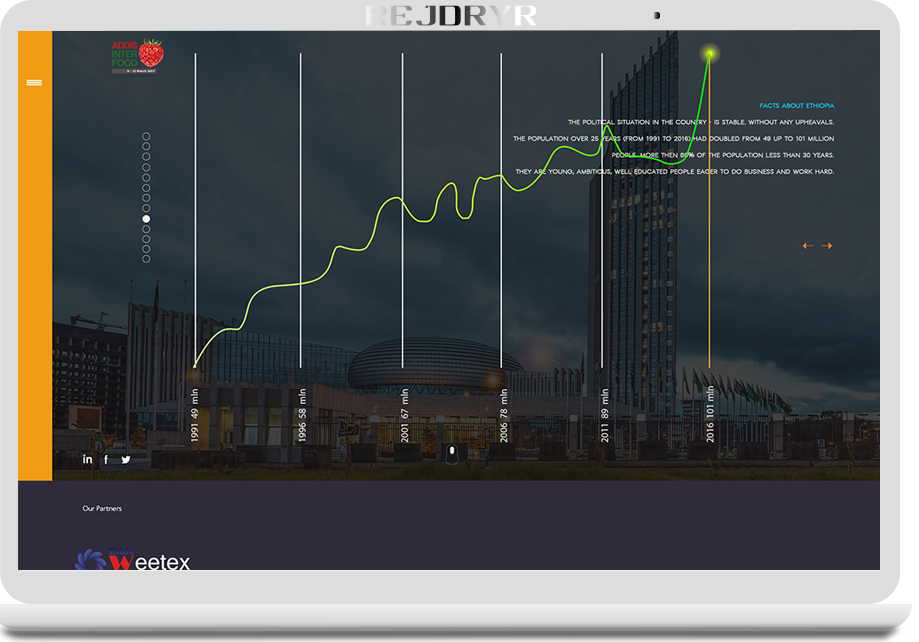 REJDRYR
ADDIS
INTER
FOOD
FACTS ABOUT ETHIOPIA
THE POLITICAL SITUATION IN THE COUNTRY - IS STABLE. WITHOUT ANY UPHEAVALS.
THE POPULATION OVER 25 YEARS (FROM 1991 TO 2016) HAD DOUBLED FROM 49 UP TO 101 MILLION
PEOPLE. MORE THEN 80% OF THE POPULATION LESS THAN 30 YEARS.
THEY ARE YOUNG, AMBITIOUS, WELL EDUCATED PEOPLE EAGER TO DO BUSINESS AND WORK HARD.
1991 49 mln
1996 58 mln
2001 67 mln
2006 78 mln
2011 89 mln
2016 101 mln
in f
Our Partners
Weetex